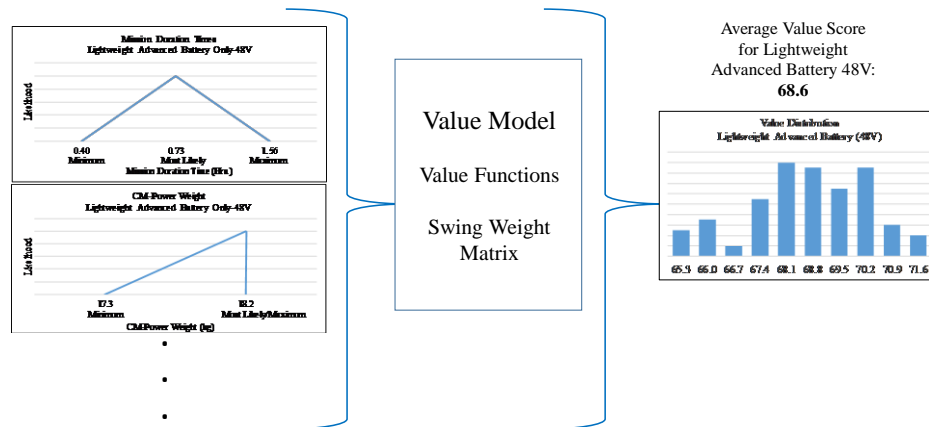 Mission Duration Times
Lightweight Advanced Battery Only-48V
Likelihood
0.40
Minimum
0.73
Most Likely
1.56
Maximum
Mission Duration Time (Hrs)
CM-Power Weight
Lightweight Advanced Battery Only-48V
Likelihood
17.3
Minimum
18.2
Most Likely/Maximum
CM-Power Weight (kg)
Value Model
Value Functions
Swing Weight
Matrix
Average Value Score
for Lightweight
Advanced Battery 48V:
68.6
Value Distribution
Lightweight Advanced Battery (48V)
65.3 66.0 66.7 67.4 68.1 68.8 69.5 70.2 70.9 71.6